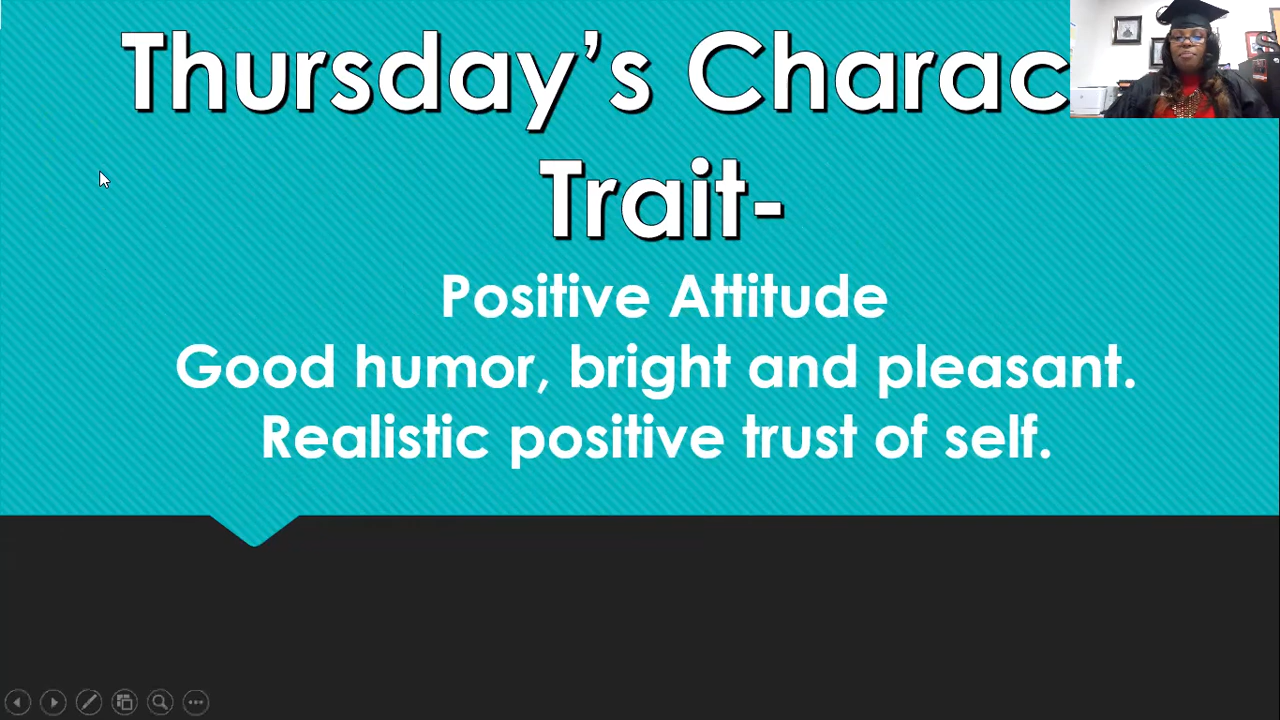 Thursday’s Charac
Trait-
Positive Attitude
Good humor, bright and pleasant.
Realistic positive trust of self.